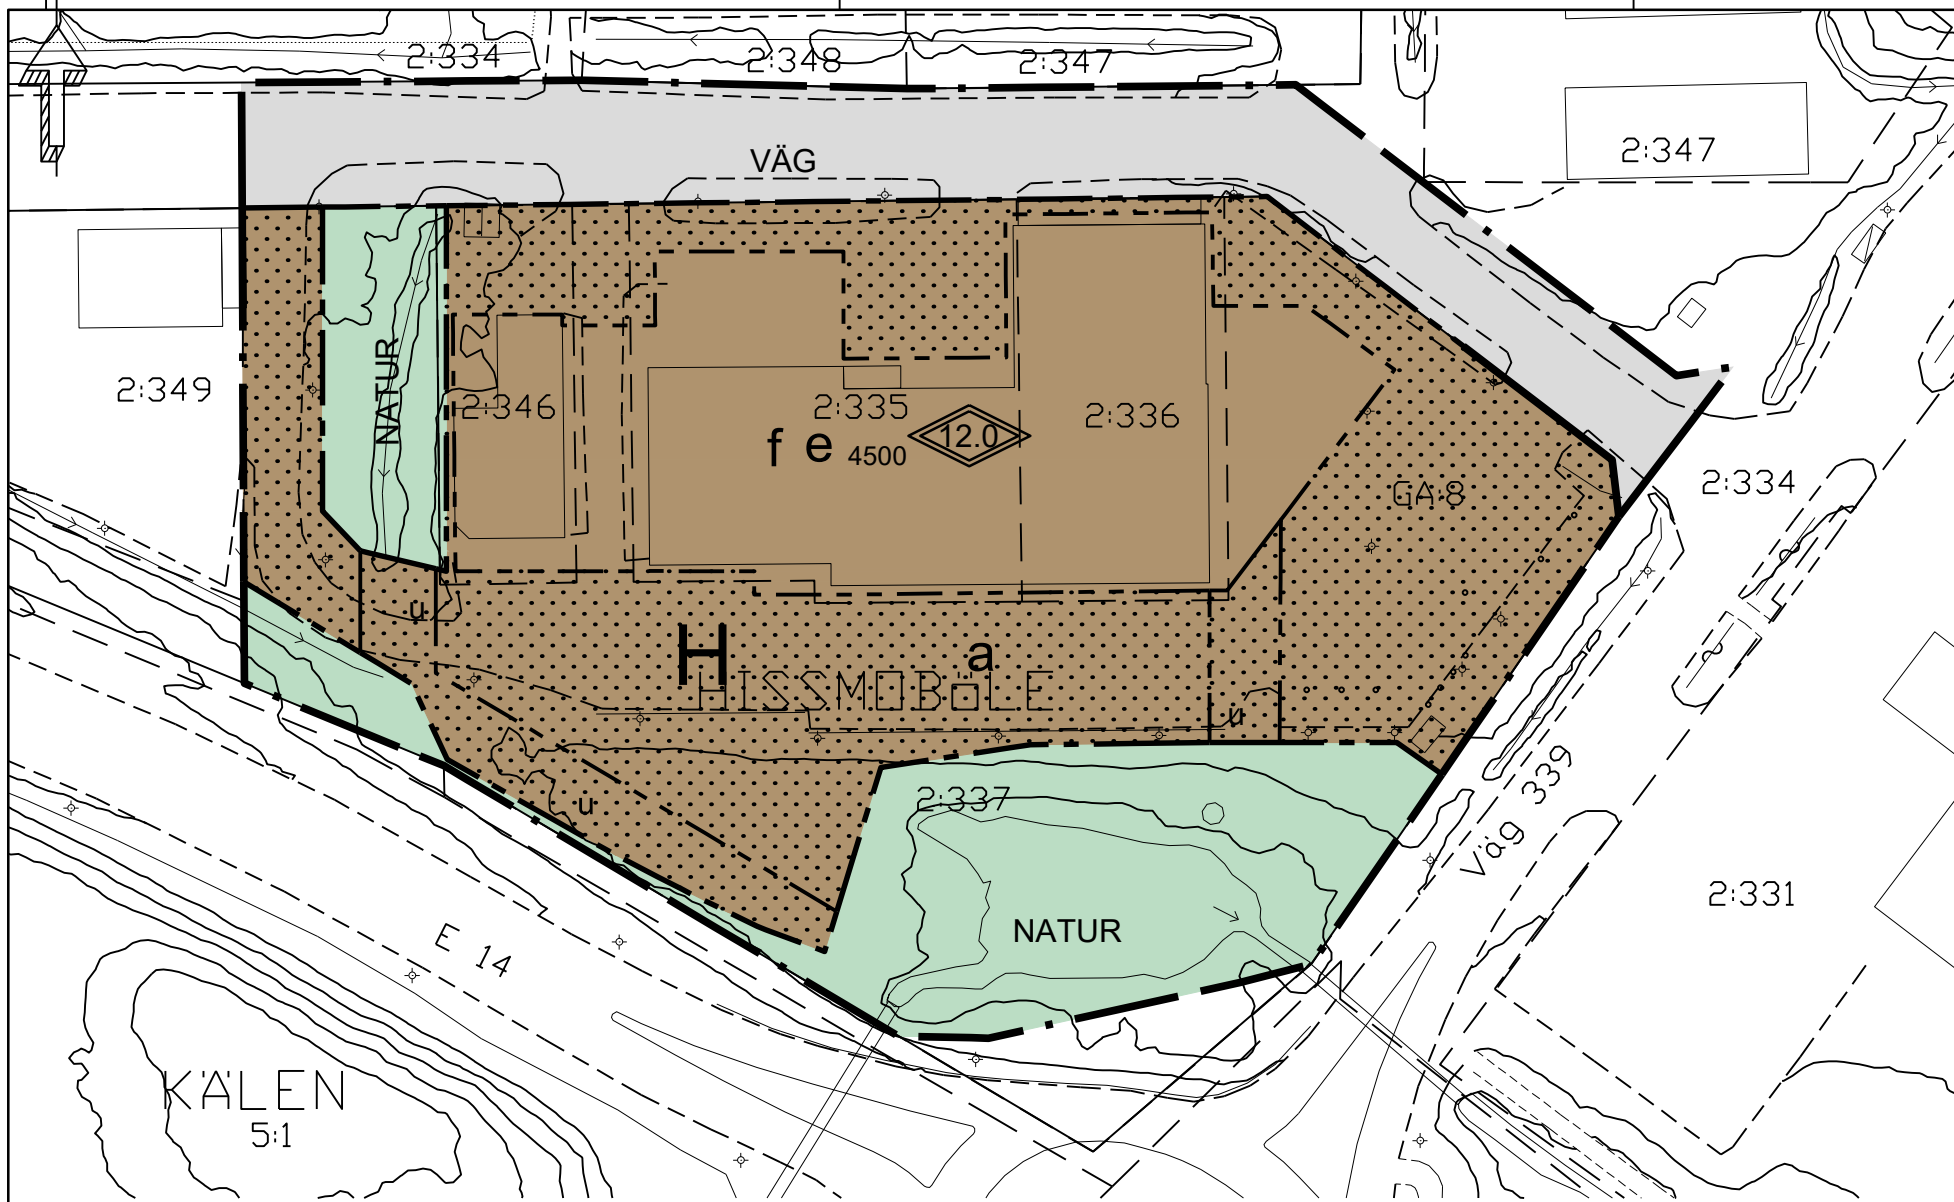 2:334
2:348
2:347
VÄG
2:347
2:349
NATUR
2:346
2:335
2:336
f e 4500
12.0
GA:8
2:334
u
H
a
HISSMOBÖLE
u
u
2:337
Väg 339
2:331
NATUR
E 14
KÄLEN
5:1